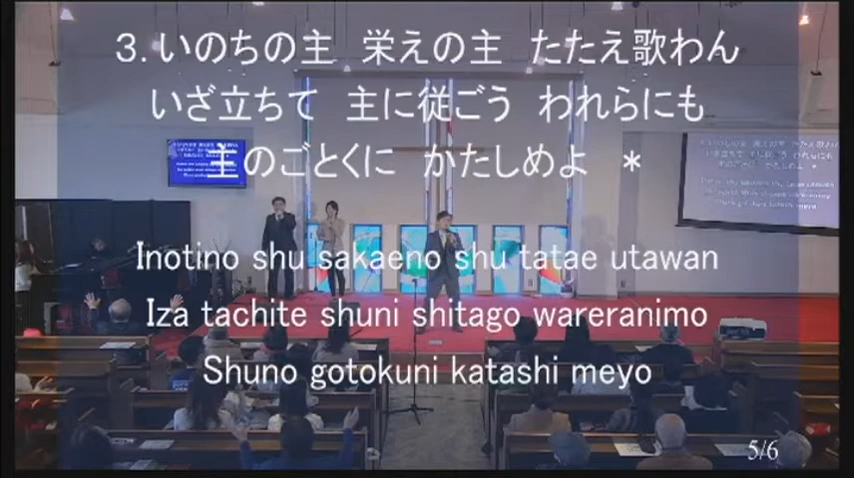 3. いのちの主　栄えの主　たたえ歌わん
いざ立ちて　主に従ごう　われらにも
主のごとくに　かたしめよ　*
Inotino shu sakaeno shu tatae utawan
Iza tachite shuni shitago wareranimo
Shuno gotokuni katashi meyo
5/6